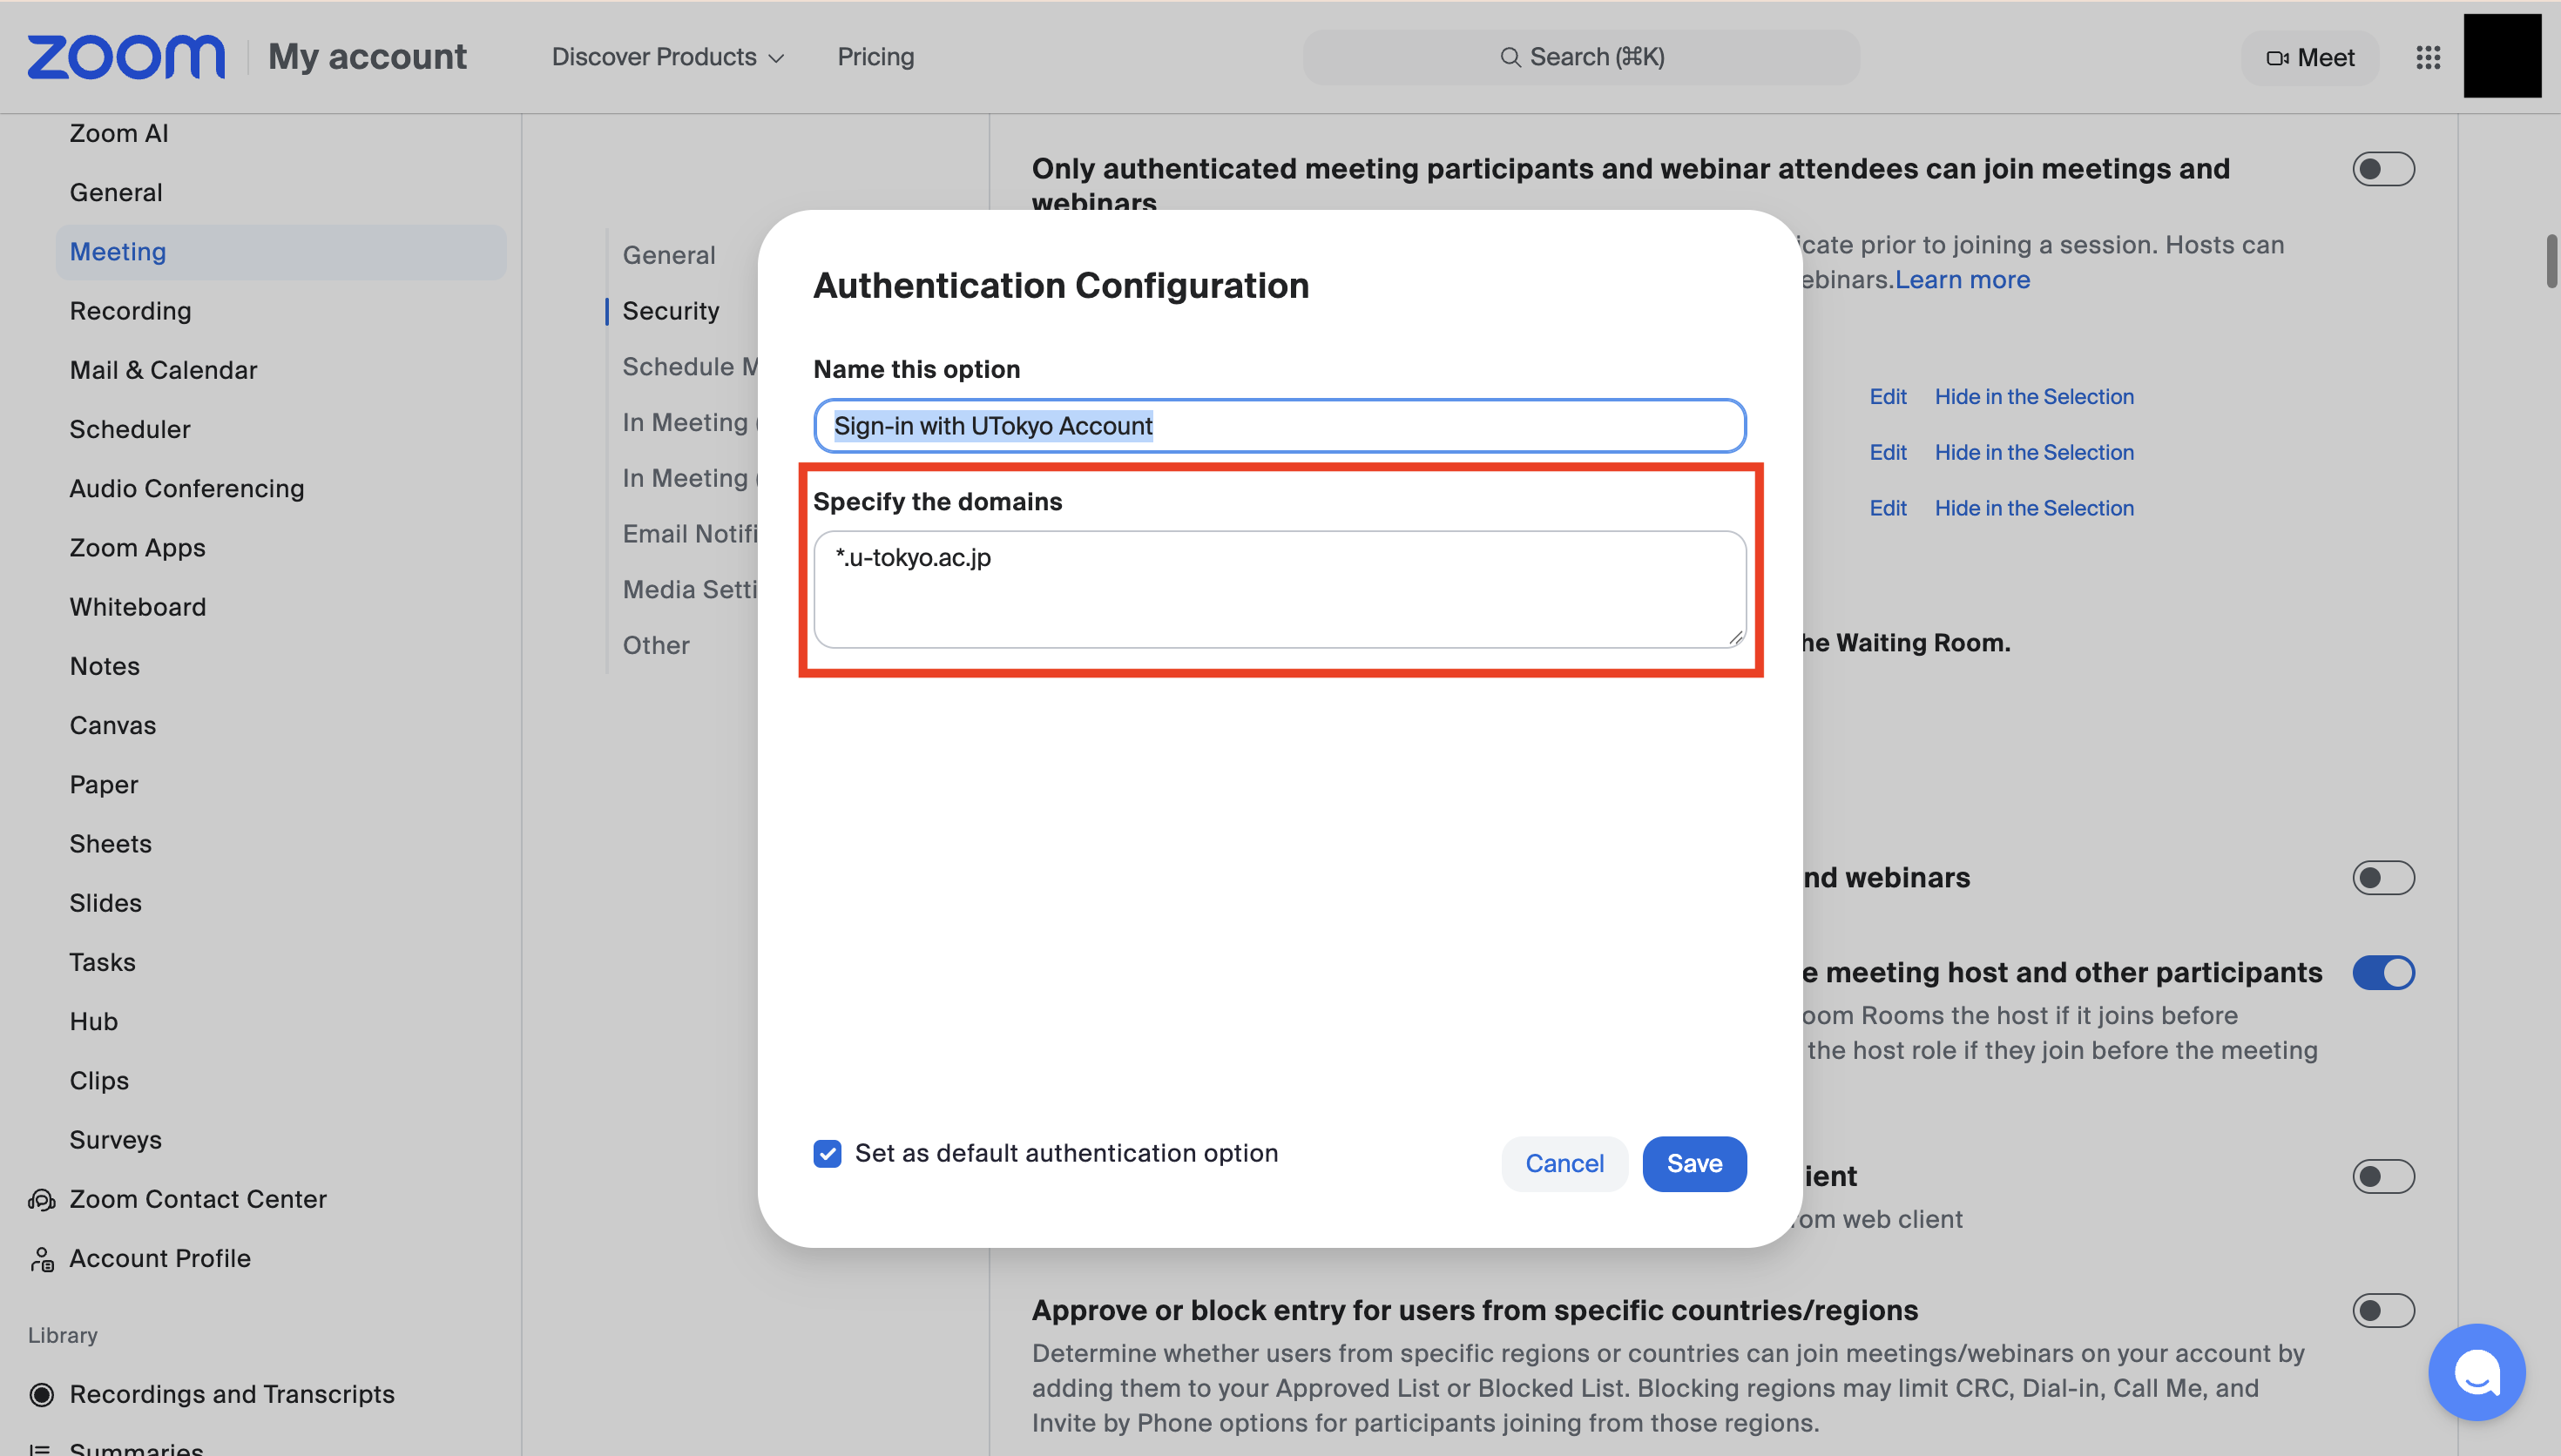 zoom
My account
Discover Products
Pricing
Search (⌘K)
Meet
Zoom AI
General
Meeting
Recording
Mail & Calendar
Scheduler
Audio Conferencing
Zoom Apps
Whiteboard
Notes
Canvas
Paper
Sheets
Slides
Tasks
Hub
Clips
Surveys
Zoom Contact Center
Account Profile
Library
Recordings and Transcripts
Summaries
General
Security
Schedule M
In Meeting (
In Meeting (
Email Notifi
Media Setti
Other
Only authenticated meeting participants and webinar attendees can join meetings and
webinars
icate prior to joining a session. Hosts can
ebinars.Learn more
Edit Hide in the Selection
Edit Hide in the Selection
Edit Hide in the Selection
he Waiting Room.
nd webinars
e meeting host and other participants
oom Rooms the host if it joins before
the host role if they join before the meeting
ient
om web client
Approve or block entry for users from specific countries/regions
Determine whether users from specific regions or countries can join meetings/webinars on your account by
adding them to your Approved List or Blocked List. Blocking regions may limit CRC, Dial-in, Call Me, and
Invite by Phone options for participants joining from those regions.
Authentication Configuration
Name this option
Sign-in with UTokyo Account
Specify the domains
*.u-tokyo.ac.jp
Set as default authentication option
Cancel
Save